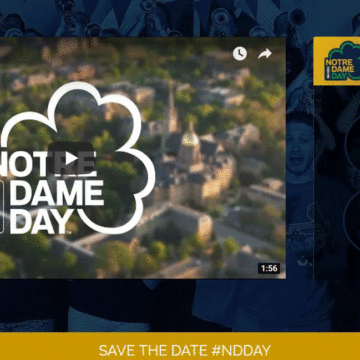 NOTRE
DAME
DAY
1:56
NOTRE
DAME
DAY
SAVE THE DATE #NDDAY